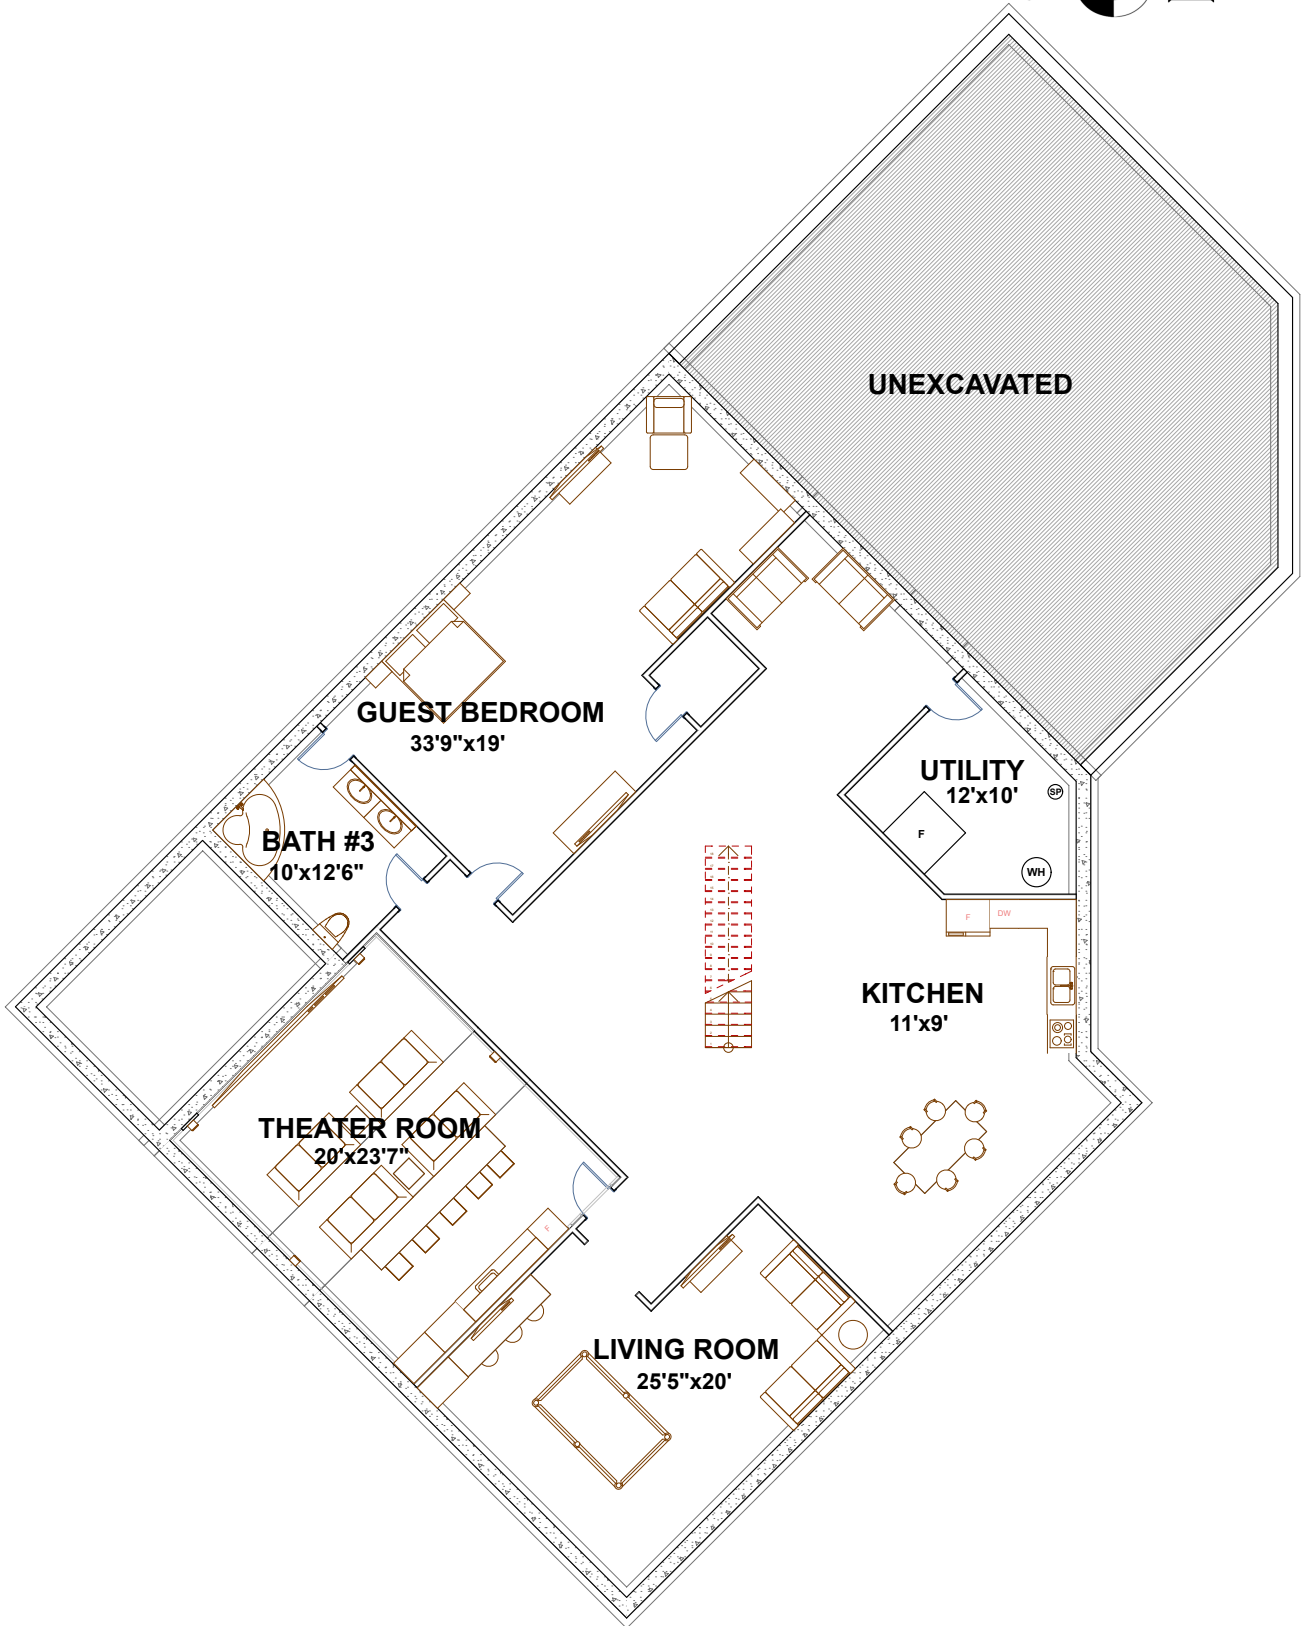 UNEXCAVATED
GUEST BEDROOM
33'9"x19'
UTILITY
12'x10'
SP
F
WH
BATH #3
10'x12'6"
F
DW
KITCHEN
11'x9'
THEATER ROOM
20'x23'7"
F
LIVING ROOM
25'5"x20'